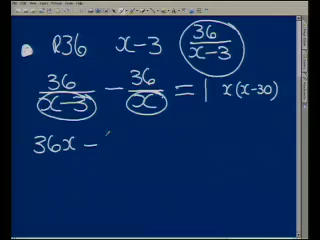 R36 x-3 36/(x-3)
36/(x-3) - 36/x = 1 x(x-30)
36x -